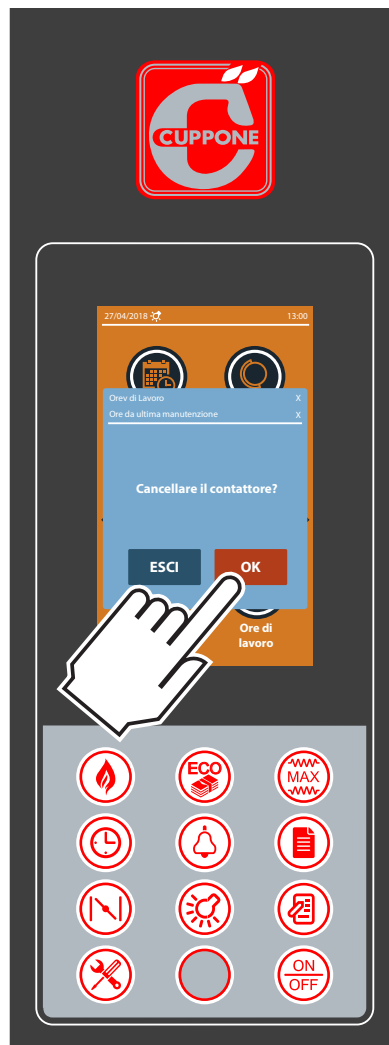 CUPPONE
27/04/2018 13:00
Orev di Lavoro X
Ore da ultima manutenzione X
Cancellare il contattore?
ESCI OK
Ore di
lavoro
ECO
MAX
ON
OFF